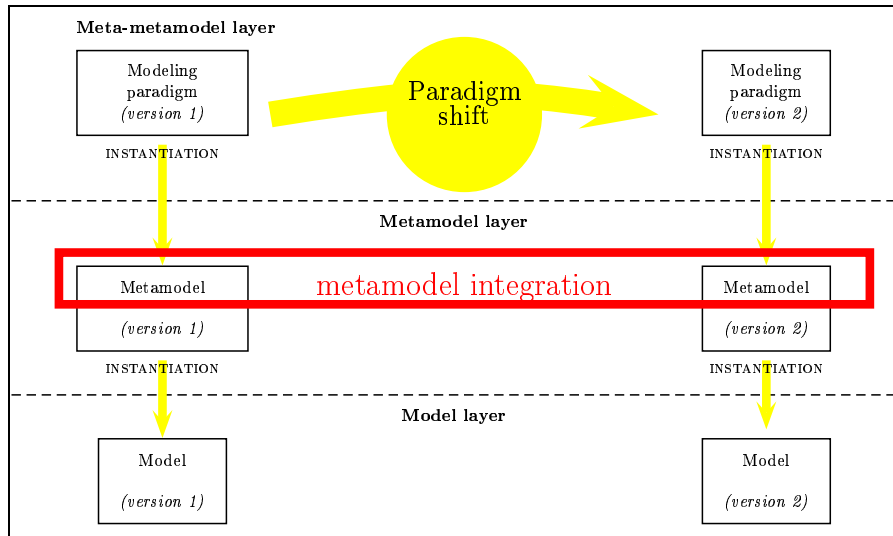 Meta-metamodel layer
Modeling
paradigm
(version 1)
Paradigm
shift
Modeling
paradigm
(version 2)
INSTANTIATION
INSTANTIATION
Metamodel layer
Metamodel
(version 1)
metamodel integration
Metamodel
(version 2)
INSTANTIATION
INSTANTIATION
Model layer
Model
(version 1)
Model
(version 2)